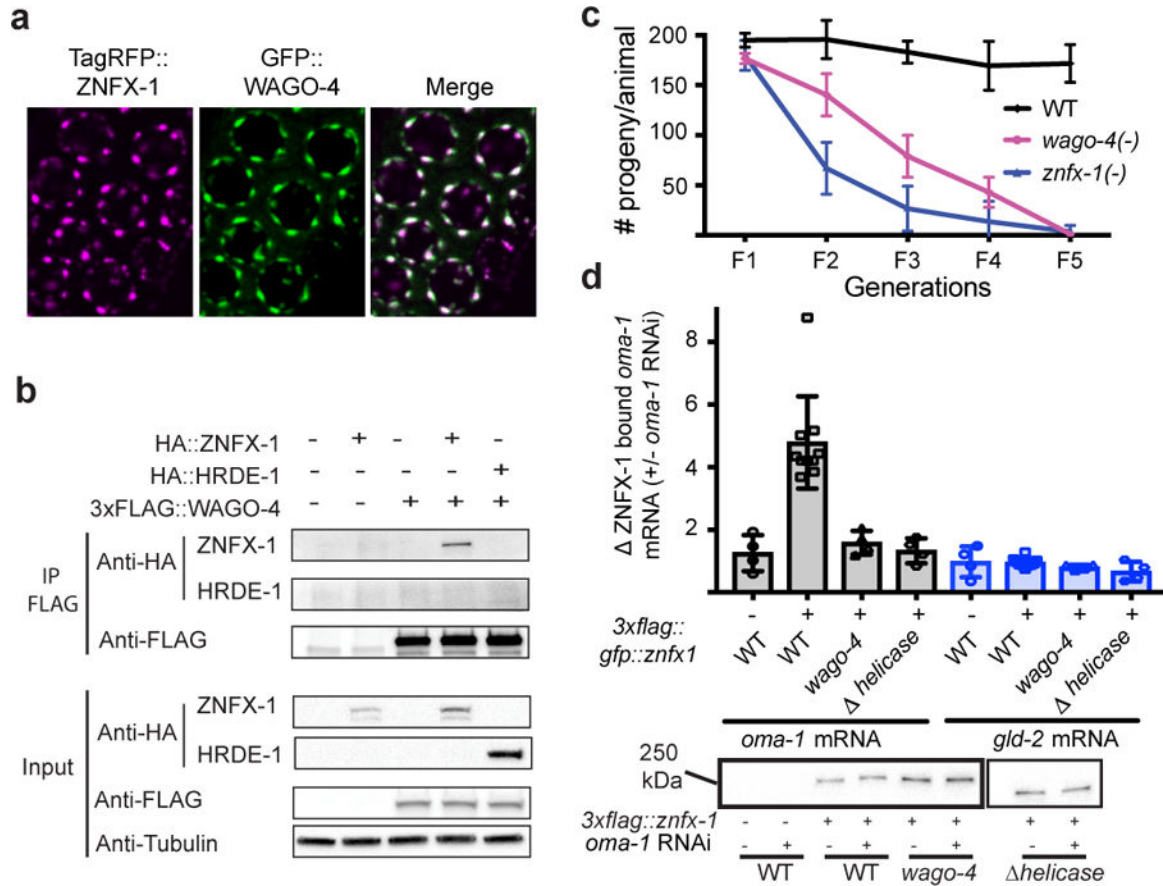 a
TagRFP::
ZNFX-1
GFP::
WAGO-4
Merge
b
HA::ZNFX-1 - + - + -
HA::HRDE-1 - - - - +
3xFLAG::WAGO-4 - - + + +
IP
FLAG
Anti-HA
ZNFX-1
HRDE-1
Anti-FLAG
Input
Anti-HA
ZNFX-1
HRDE-1
Anti-FLAG
Anti-Tubulin
c
# progeny/animal
200
150
100
50
WT
wago-4(-)
znfx-1(-)
F1 F2 F3 F4 F5
Generations
d
Δ ZNFX-1 bound oma-1
mRNA (+/- oma-1 RNAi)
8
6
4
2
3xflag::
gfp::znfx1
- + + + - + + +
WT WT wago-4 Δ helicase WT WT wago-4 Δ helicase
oma-1 mRNA gld-2 mRNA
250
kDa
3xflag::znfx-1 - - + + + + + +
oma-1 RNAi - + - + - + - +
WT WT wago-4 Δhelicase